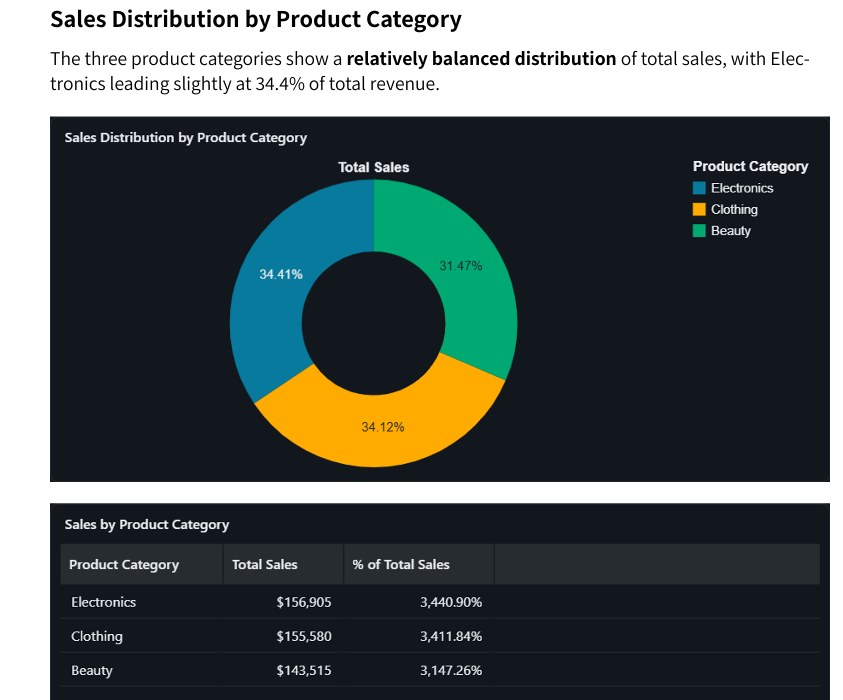 Sales Distribution by Product Category
The three product categories show a relatively balanced distribution of total sales, with Elec-
tronics leading slightly at 34.4% of total revenue.
Sales Distribution by Product Category
Total Sales
Product Category
Electronics
Clothing
Beauty
34.41%
31.47%
34.12%
Sales by Product Category
Product Category Total Sales % of Total Sales
Electronics $156,905 3,440.90%
Clothing $155,580 3,411.84%
Beauty $143,515 3,147.26%